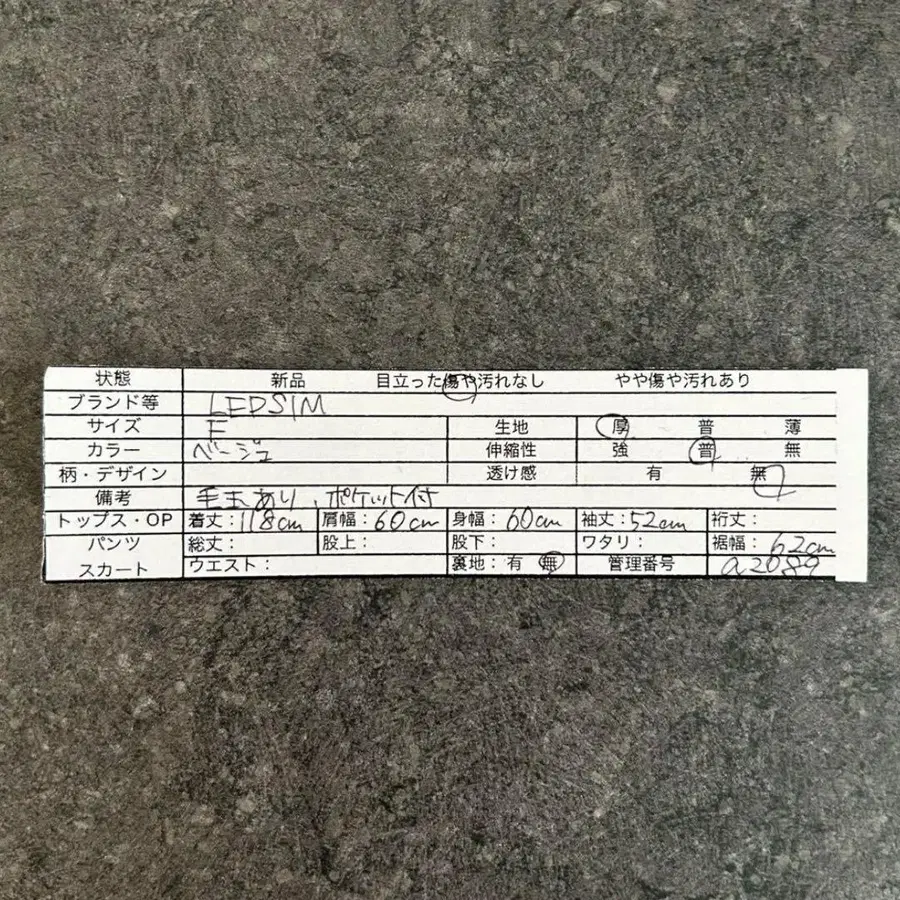 状態 新品 目立った傷や汚れなし やや傷や汚れあり
ブランド等 LEDSIM
サイズ F 生地 厚 普 薄
カラー ベージュ 伸縮性 強 普 無
柄・デザイン 透け感 有 無
備考 毛玉あり、ポケット付
トップス・OP 着丈:118cm 肩幅:60cm 身幅:60cm 袖丈:52cm 裄丈:
パンツ 総丈: 股上: 股下: ワタリ: 裾幅:62cm
スカート ウエスト: 裏地:有 無 管理番号 a2089